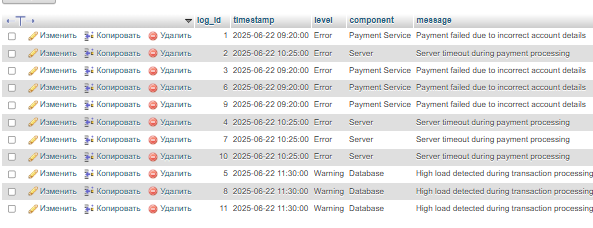 log_id timestamp level component message
Изменить Копировать Удалить 1 2025-06-22 09:20:00 Error Payment Service Payment failed due to incorrect account details
Изменить Копировать Удалить 2 2025-06-22 10:25:00 Error Server Server timeout during payment processing
Изменить Копировать Удалить 3 2025-06-22 09:20:00 Error Payment Service Payment failed due to incorrect account details
Изменить Копировать Удалить 6 2025-06-22 09:20:00 Error Payment Service Payment failed due to incorrect account details
Изменить Копировать Удалить 9 2025-06-22 09:20:00 Error Payment Service Payment failed due to incorrect account details
Изменить Копировать Удалить 4 2025-06-22 10:25:00 Error Server Server timeout during payment processing
Изменить Копировать Удалить 7 2025-06-22 10:25:00 Error Server Server timeout during payment processing
Изменить Копировать Удалить 10 2025-06-22 10:25:00 Error Server Server timeout during payment processing
Изменить Копировать Удалить 5 2025-06-22 11:30:00 Warning Database High load detected during transaction processing
Изменить Копировать Удалить 8 2025-06-22 11:30:00 Warning Database High load detected during transaction processing
Изменить Копировать Удалить 11 2025-06-22 11:30:00 Warning Database High load detected during transaction processing